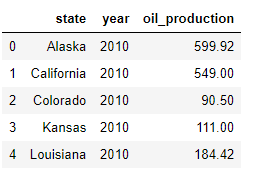 state year oil_production
0 Alaska 2010 599.92
1 California 2010 549.00
2 Colorado 2010 90.50
3 Kansas 2010 111.00
4 Louisiana 2010 184.42